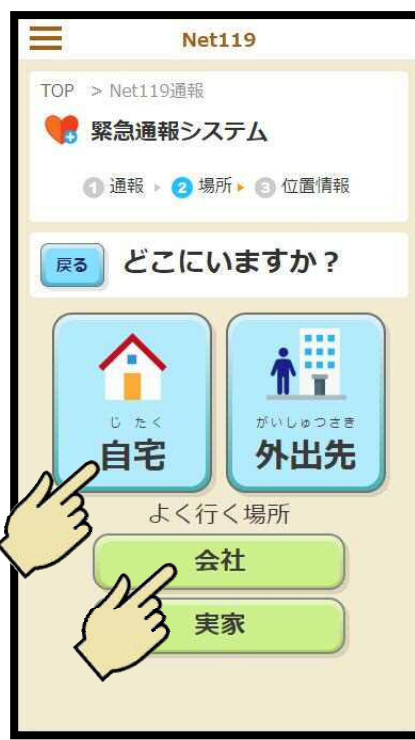 Net119
TOP > Net119通報
緊急通報システム
1 通報 ▸ 2 場所 ▸ 3 位置情報
戻る どこにいますか？
じ たく がいしゅつさき
自宅 外出先
よく行く場所
会社
実家